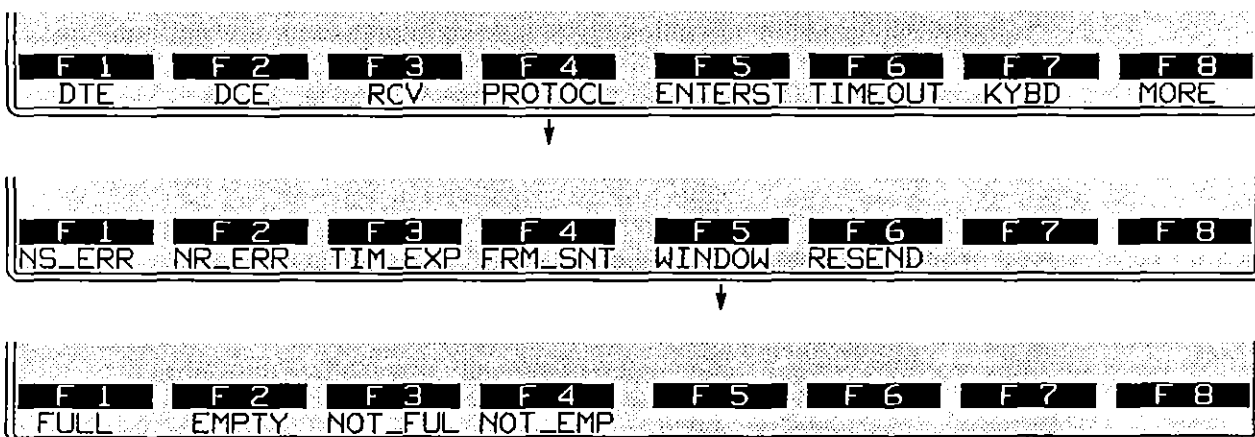 F 1 F 2 F 3 F 4 F 5 F 6 F 7 F 8
DTE DCE RCV PROTOCL ENTERST TIMEOUT KYBD MORE
F 1 F 2 F 3 F 4 F 5 F 6 F 7 F 8
NS_ERR NR_ERR TIM_EXP FRM_SNT WINDOW RESEND
F 1 F 2 F 3 F 4 F 5 F 6 F 7 F 8
FULL EMPTY NOT_FUL NOT_EMP